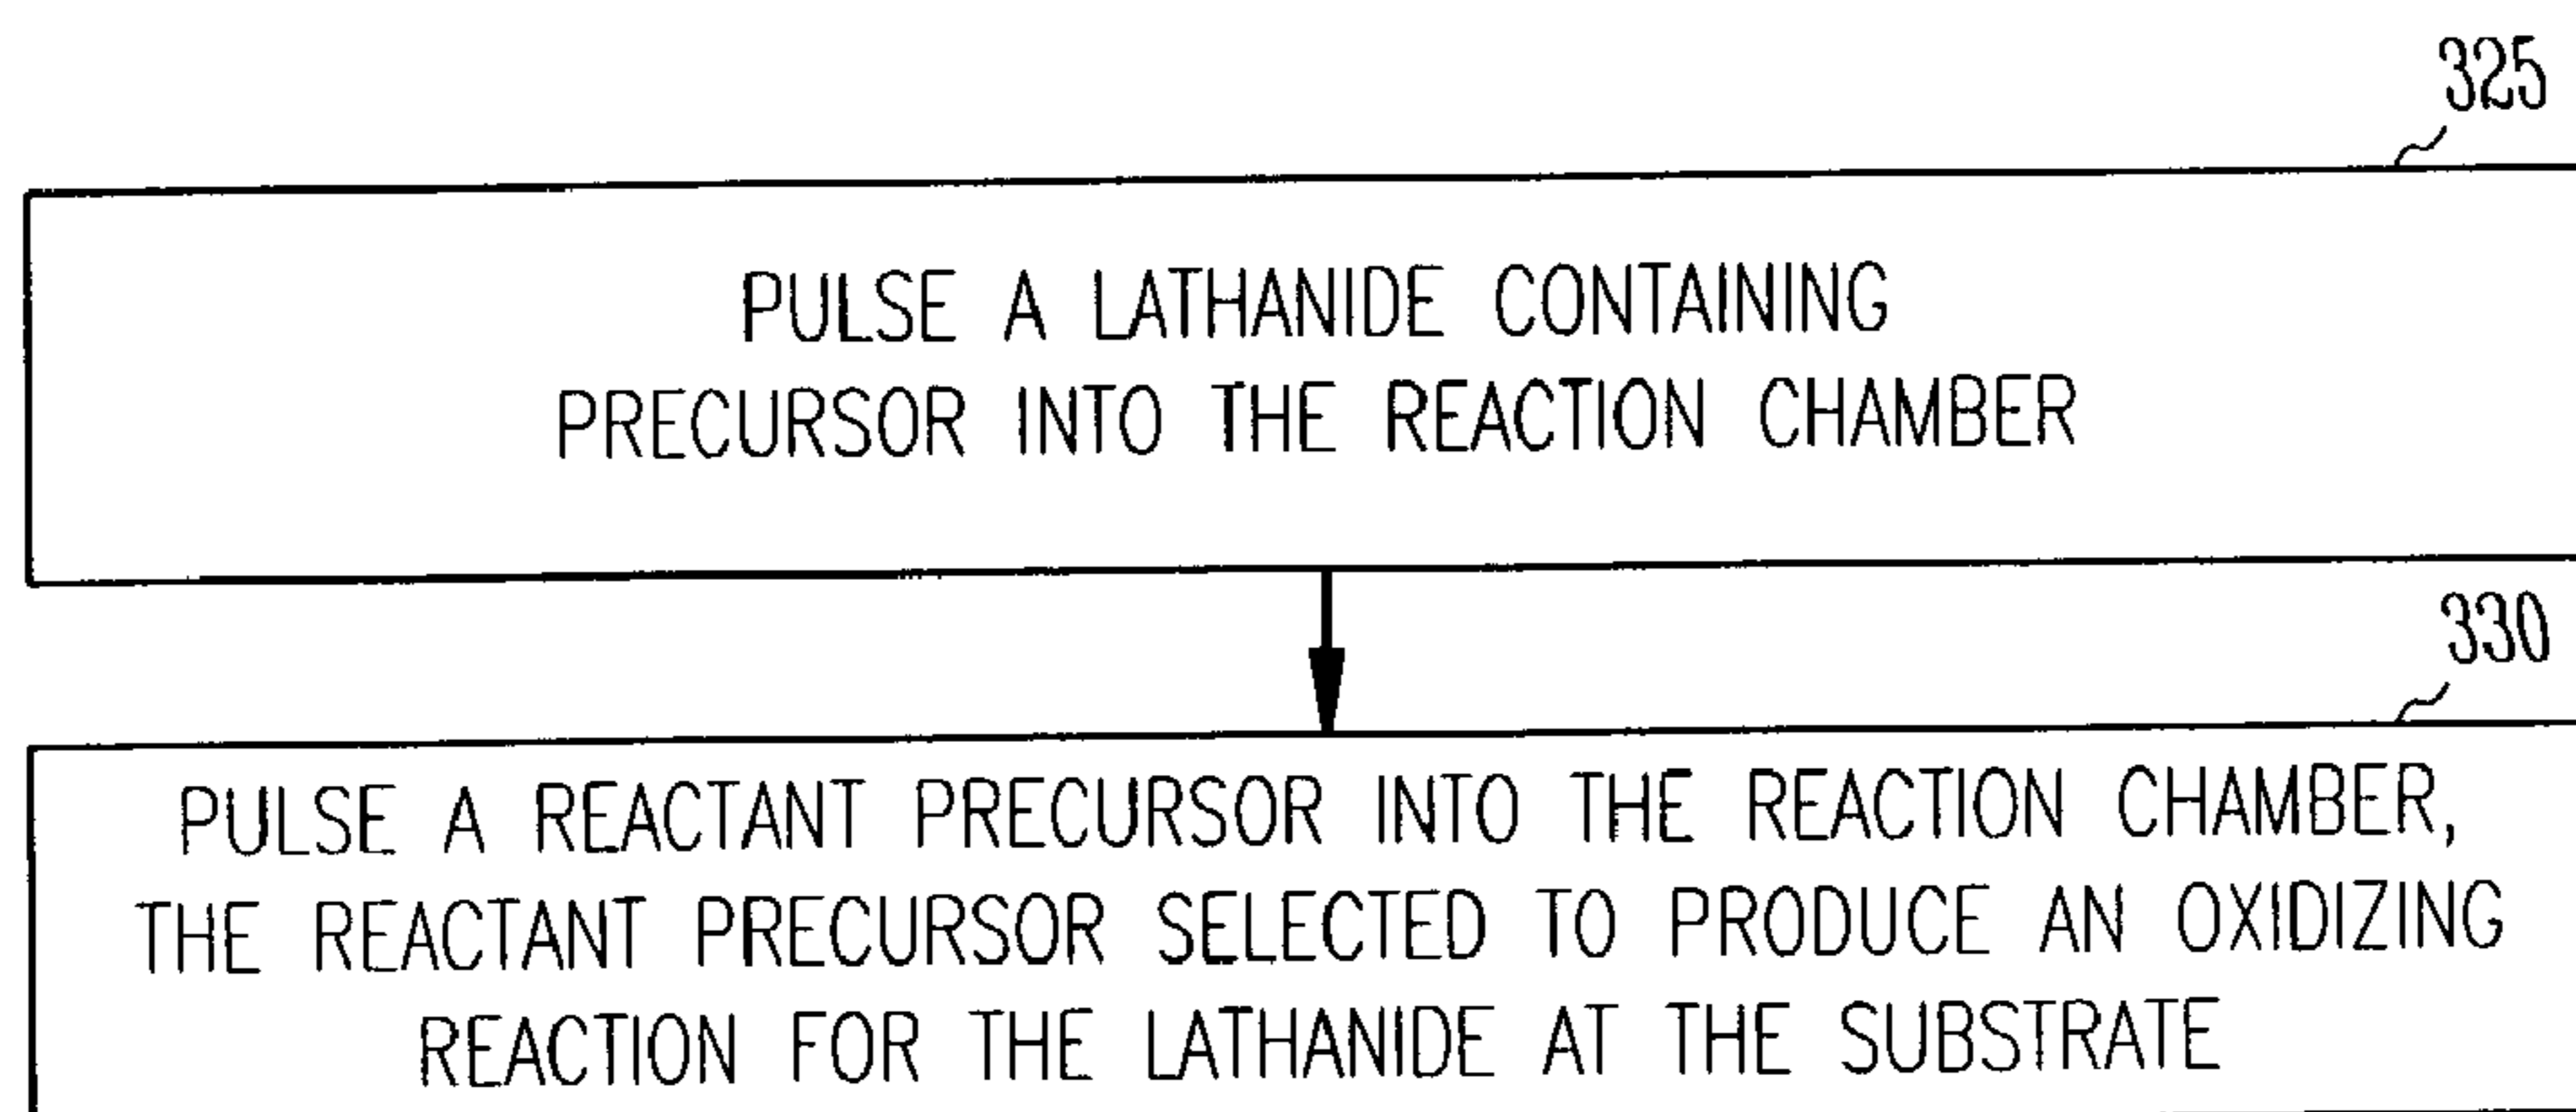 325
PULSE A LATHANIDE CONTAINING
PRECURSOR INTO THE REACTION CHAMBER
330
PULSE A REACTANT PRECURSOR INTO THE REACTION CHAMBER,
THE REACTANT PRECURSOR SELECTED TO PRODUCE AN OXIDIZING
REACTION FOR THE LATHANIDE AT THE SUBSTRATE